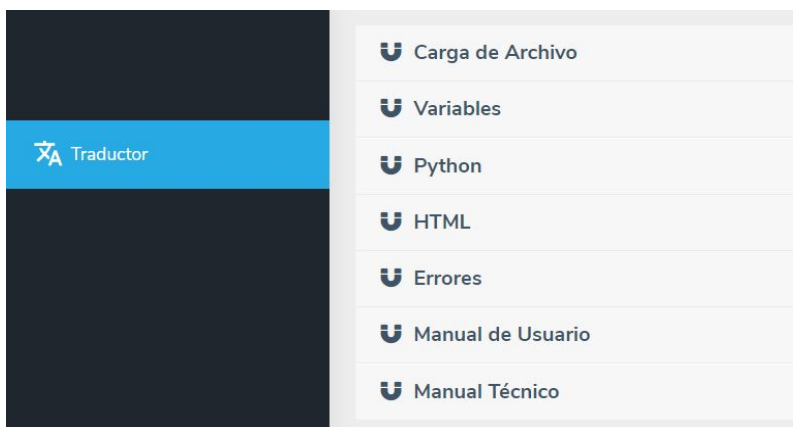 Traductor
Carga de Archivo
Variables
Python
HTML
Errores
Manual de Usuario
Manual Técnico